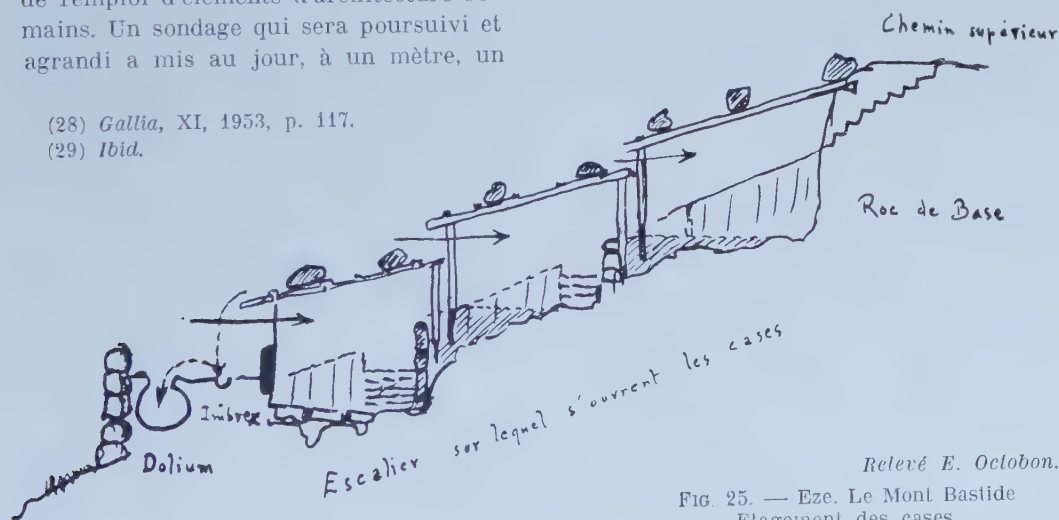 de l'emploi d'éléments d'architecture ro-
mains. Un sondage qui sera poursuivi et
agrandi a mis au jour, à un mètre, un
(28) Gallia, XI, 1953, p. 117.
(29) Ibid.
Chemin supérieur
Roc de Base
Imbrex
Dolium
Escalier sur lequel s'ouvrent les cases
Relevé E. Octobon.
FIG. 25. — Eze. Le Mont Bastide
Etagement des cases